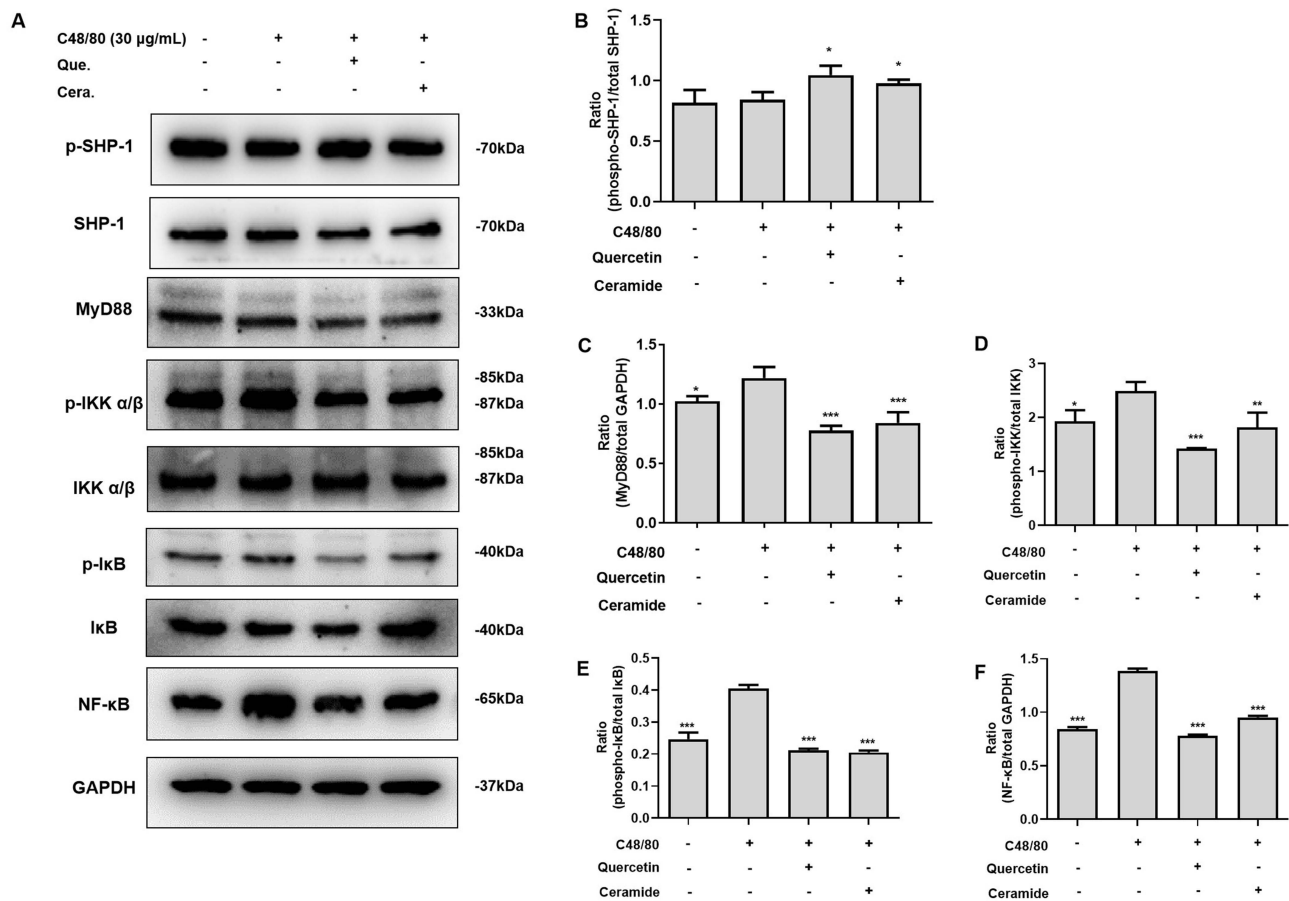 A
C48/80 (30 µg/mL) - + + +
Que. - - + -
Cera. - - - +
p-SHP-1 -70kDa
SHP-1 -70kDa
MyD88 -33kDa
-85kDa
p-IKK α/β -87kDa
-85kDa
IKK α/β -87kDa
p-IκB -40kDa
IκB -40kDa
NF-κB -65kDa
GAPDH -37kDa
B
Ratio
(phospho-SHP-1/total SHP-1)
1.5
1.0
0.5
0.0
* *
C48/80 - + + +
Quercetin - - + -
Ceramide - - - +
C
Ratio
(MyD88/total GAPDH)
1.5
1.0
0.5
0.0
* *** ***
C48/80 - + + +
Quercetin - - + -
Ceramide - - - +
D
Ratio
(phospho-IKK/total IKK)
3
2
1
0
* *** **
C48/80 - + + +
Quercetin - - + -
Ceramide - - - +
E
Ratio
(phospho-IκB/total IκB)
0.5
0.4
0.3
0.2
0.1
0.0
*** *** ***
C48/80 - + + +
Quercetin - - + -
Ceramide - - - +
F
Ratio
(NF-κB/total GAPDH)
1.5
1.0
0.5
0.0
*** *** ***
C48/80 - + + +
Quercetin - - + -
Ceramide - - - +